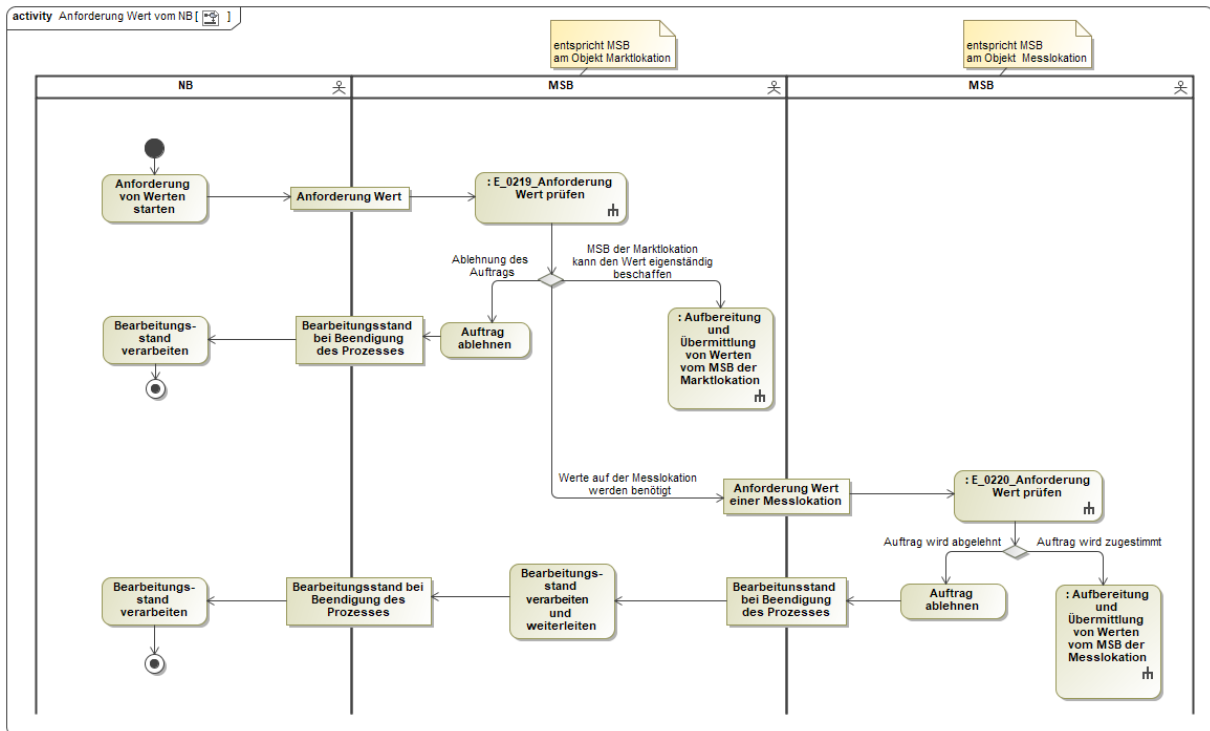 activity Anforderung Wert vom NB [ ]
entspricht MSB
am Objekt Marktlokation
entspricht MSB
am Objekt Messlokation
NB
MSB
MSB
Anforderung
von Werten
starten
Anforderung Wert
: E_0219_Anforderung
Wert prüfen
Ablehnung des
Auftrags
MSB der Marktlokation
kann den Wert eigenständig
beschaffen
Bearbeitungs-
stand
verarbeiten
Bearbeitungsstand
bei Beendigung
des Prozesses
Auftrag
ablehnen
: Aufbereitung
und
Übermittlung
von Werten
vom MSB der
Marktlokation
Werte auf der Messlokation
werden benötigt
Anforderung Wert
einer Messlokation
: E_0220_Anforderung
Wert prüfen
Auftrag wird abgelehnt
Auftrag wird zugestimmt
Bearbeitungs-
stand
verarbeiten
Bearbeitungsstand bei
Beendigung des
Prozesses
Bearbeitungs-
stand
verarbeiten
und
weiterleiten
Bearbeitunsstand
bei Beendigung
des Prozesses
Auftrag
ablehnen
: Aufbereitung
und
Übermittlung
von Werten
vom MSB der
Messlokation